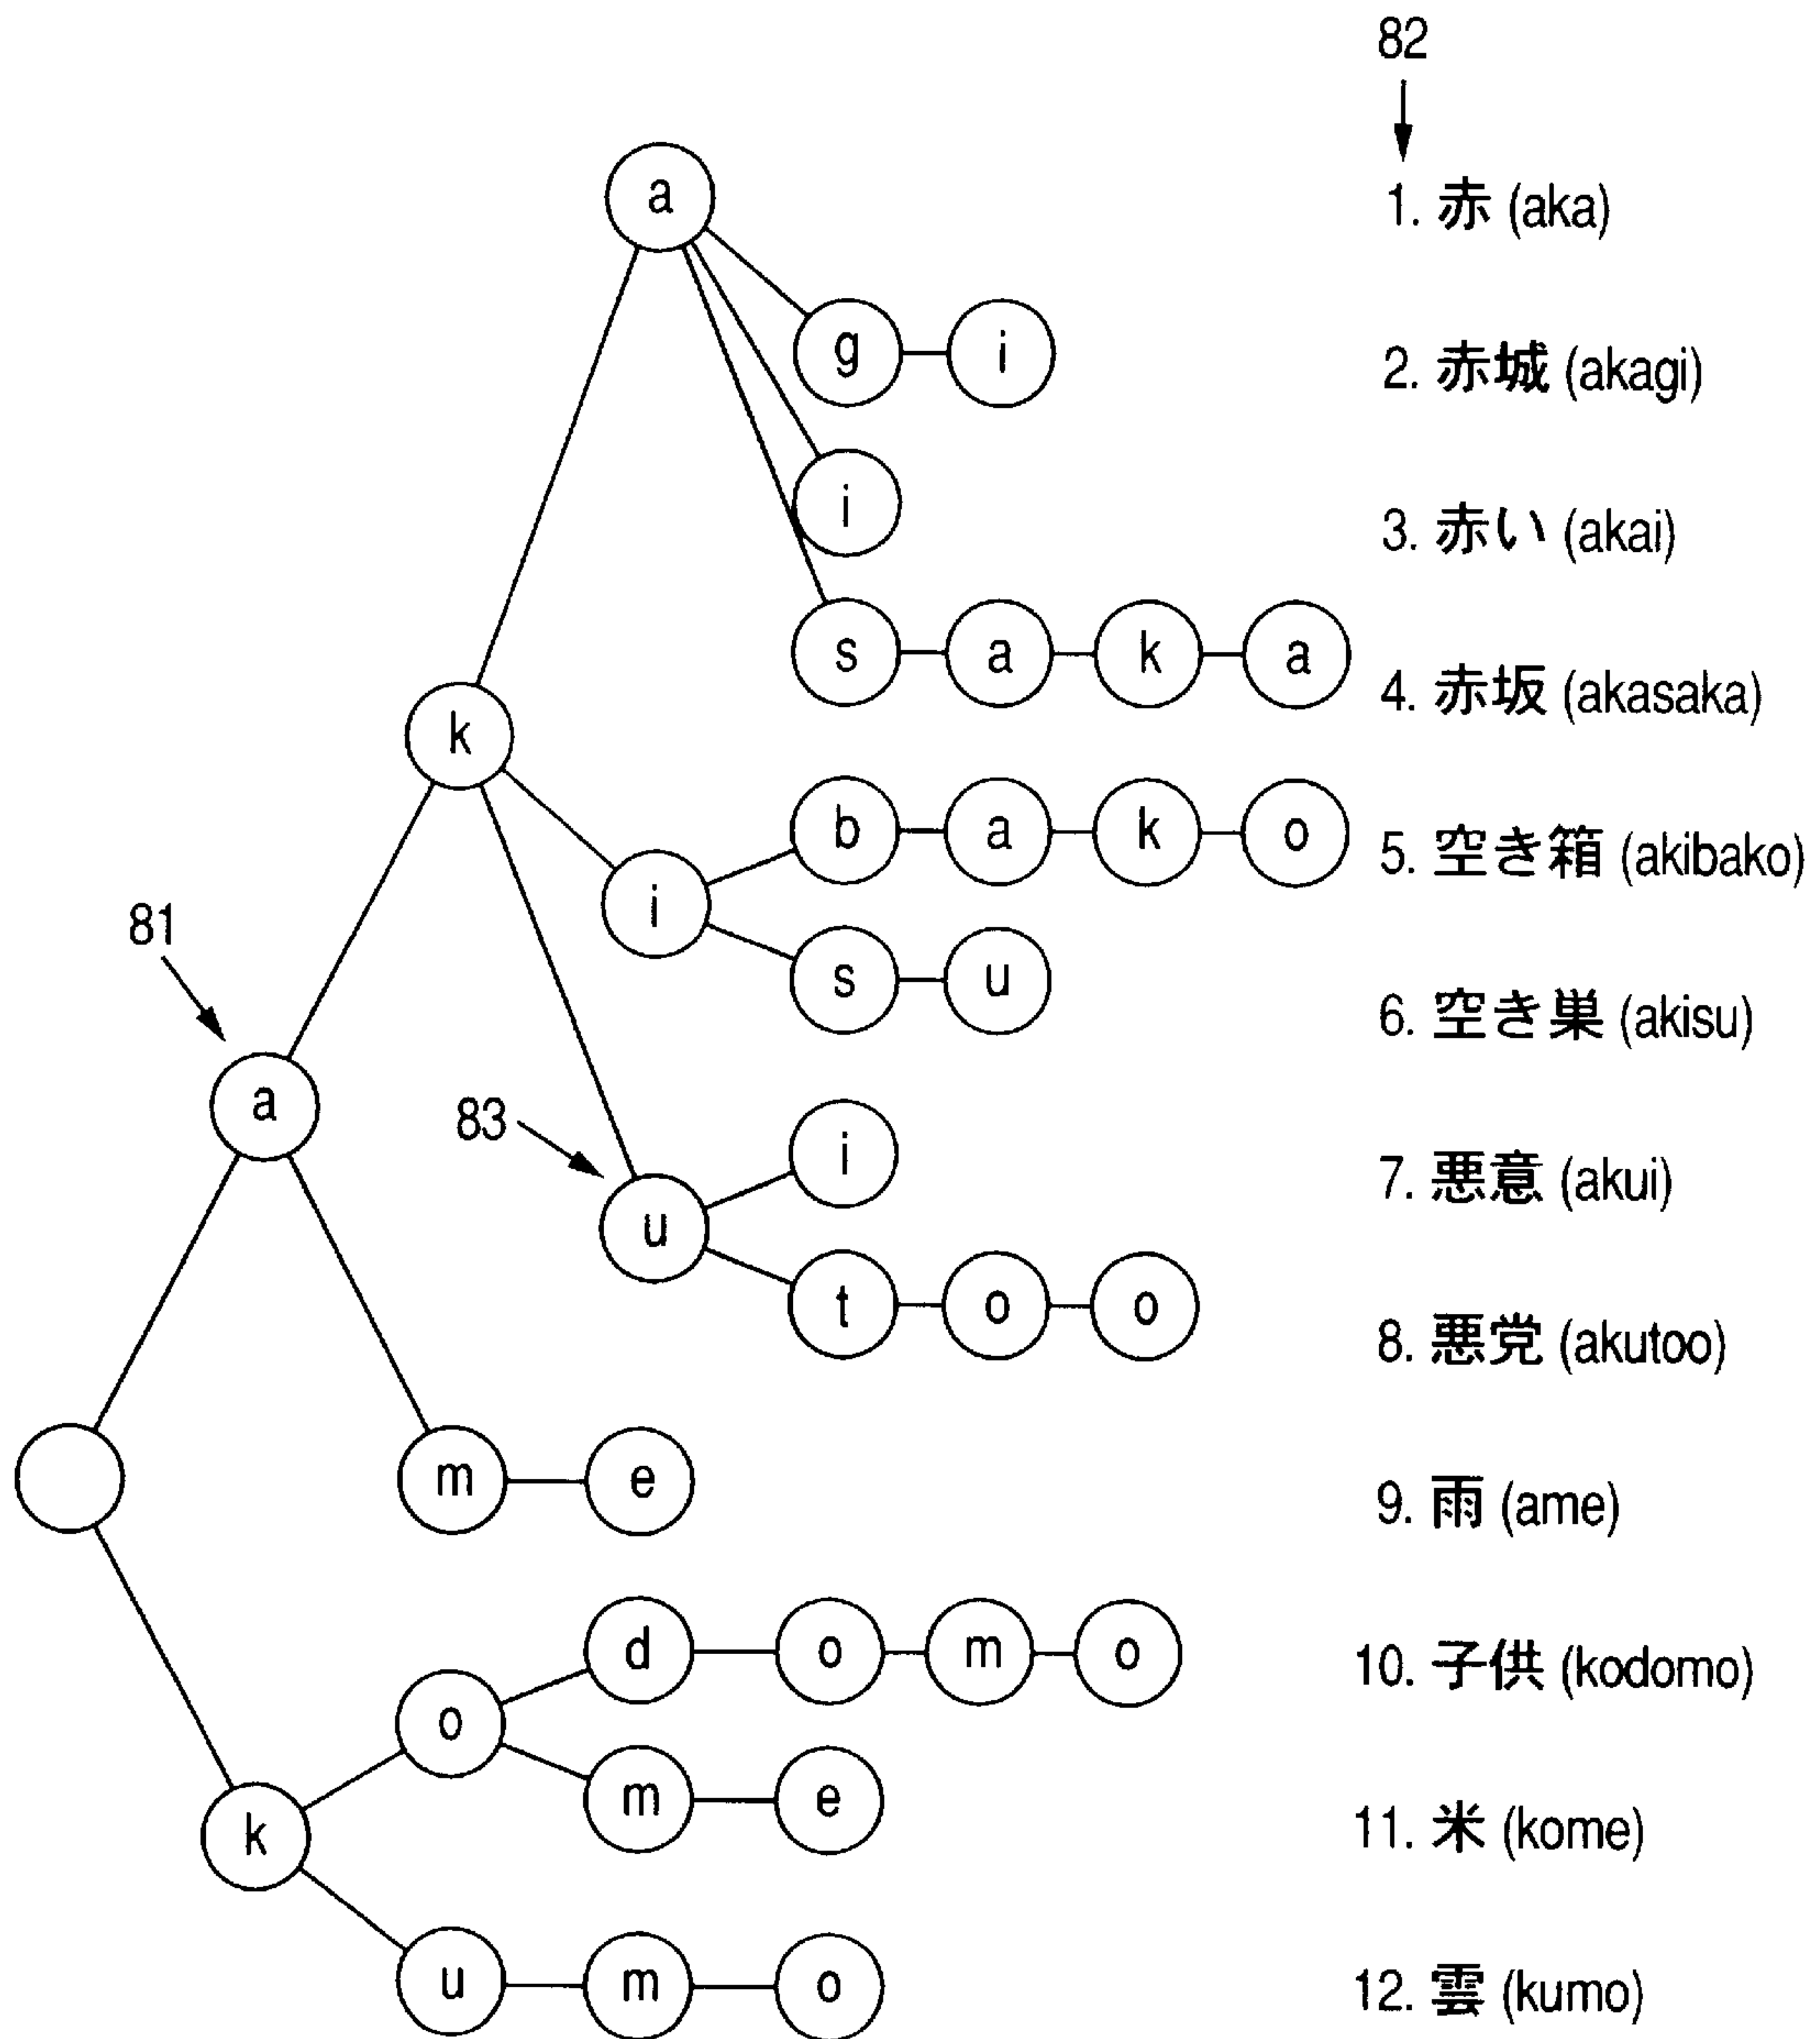 82
a
1. 赤 (aka)
g i
2. 赤城 (akagi)
i
3. 赤い (akai)
s a k a
4. 赤坂 (akasaka)
k
b a k o
5. 空き箱 (akibako)
i
81
s u
6. 空き巣 (akisu)
a
83
i
7. 悪意 (akui)
u
t o o
8. 悪党 (akutoo)
m e
9. 雨 (ame)
d o m o
10. 子供 (kodomo)
o
m e
11. 米 (kome)
k
u m o
12. 雲 (kumo)